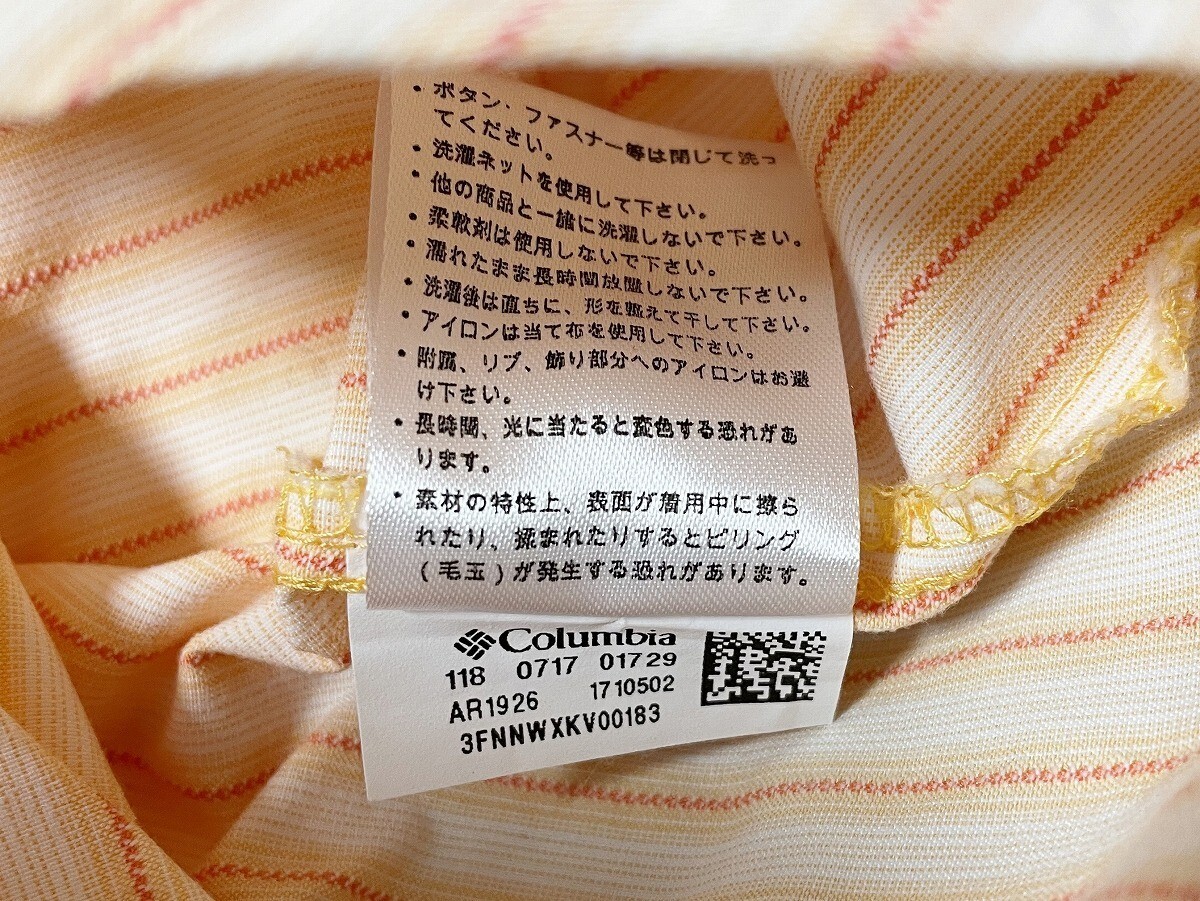 ・ボタン・ファスナー等は閉じて洗っ
てください。
・洗濯ネットを使用して下さい。
・他の商品と一緒に洗濯しないで下さい。
・柔軟剤は使用しないで下さい。
・濡れたまま長時間放置しないで下さい。
・洗濯後は直ちに、形を整えて干して下さい。
・アイロンは当て布を使用して下さい。
・附属、リブ、飾り部分へのアイロンはお避
け下さい。
・長時間、光に当たると変色する恐れがあ
ります。
・素材の特性上、表面が着用中に擦ら
れたり、揉まれたりするとピリング
(毛玉)が発生する恐れがあります。
Columbia
118 0717 01729
AR1926 1710502
3FNNWXKV00183